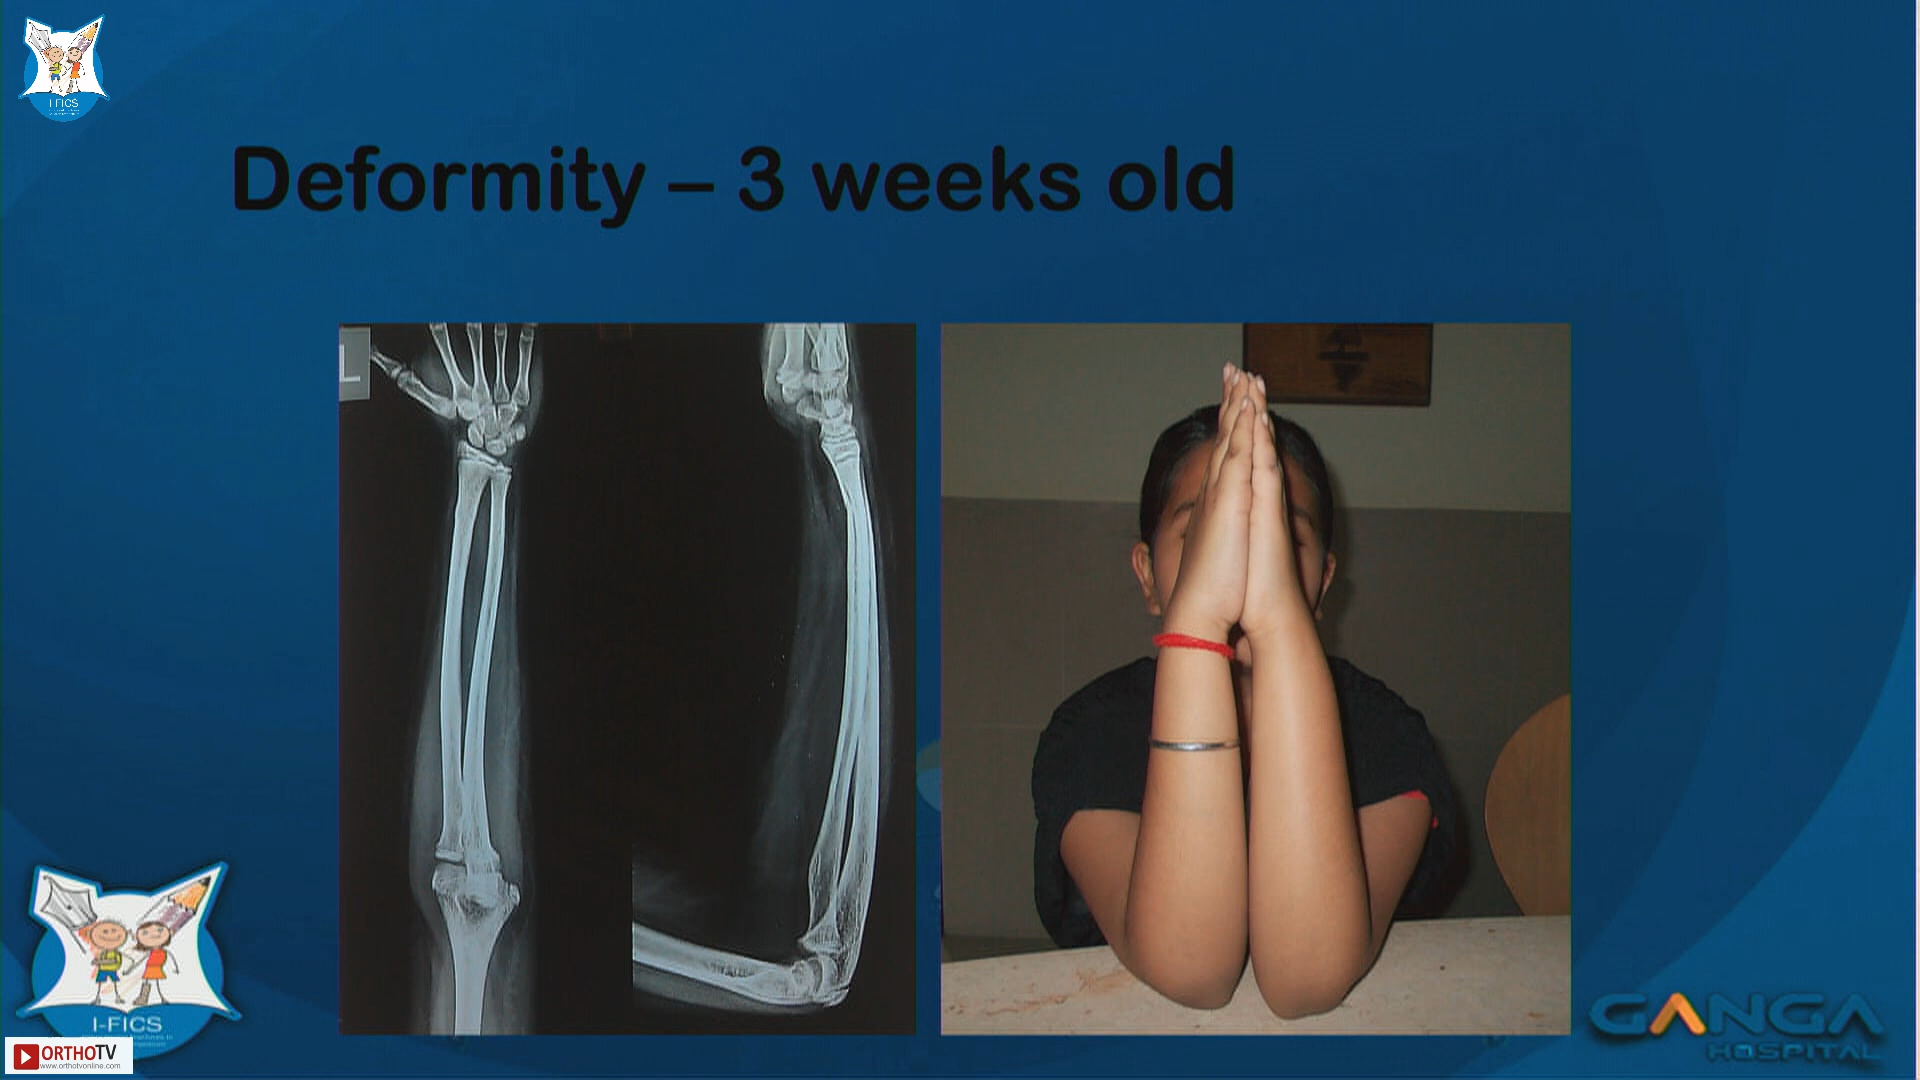 I-FICS
Deformity – 3 weeks old
L
I-FICS
ORTHOTV
www.orthotvonline.com
GANGA
HOSPITAL